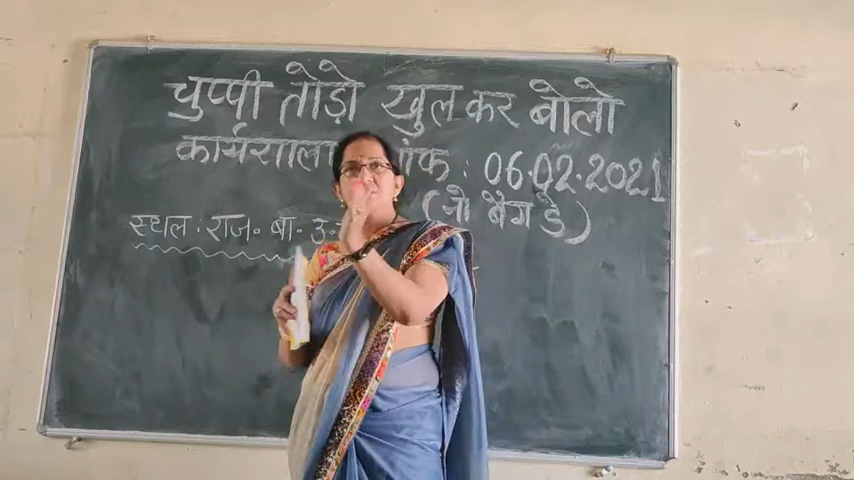 चुप्पी तोड़ो खुल कर बोलो
कार्यशाला : 06.02.2021
(नो बैग डे)
स्थल : राज॰ बा॰ उ॰